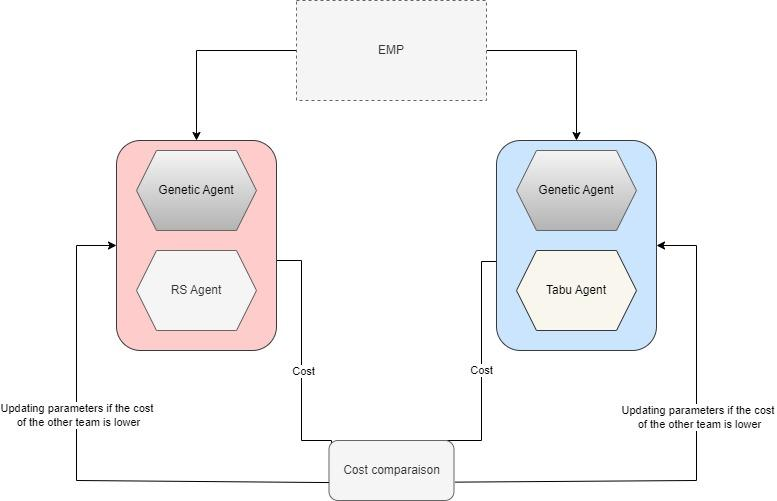 EMP
Genetic Agent
Genetic Agent
RS Agent
Tabu Agent
Cost
Cost
Updating parameters if the cost
of the other team is lower
Updating parameters if the cost
of the other team is lower
Cost comparaison